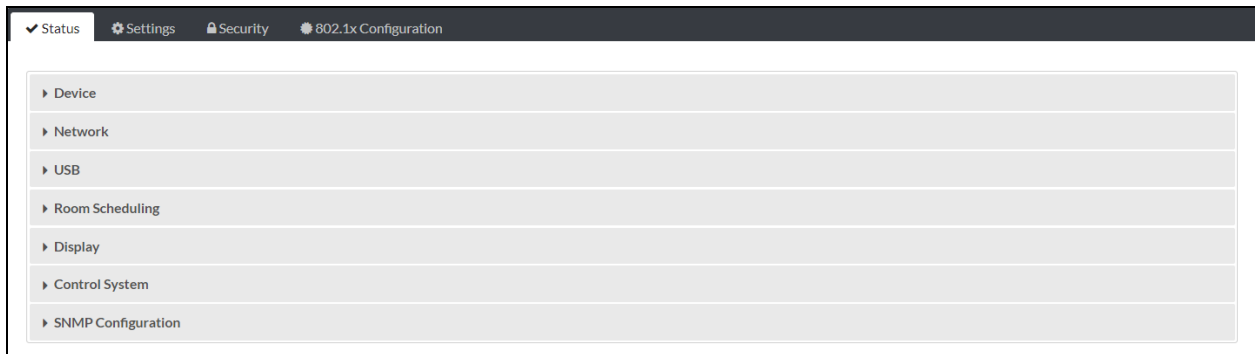 Status Settings Security 802.1x Configuration
Device
Network
USB
Room Scheduling
Display
Control System
SNMP Configuration